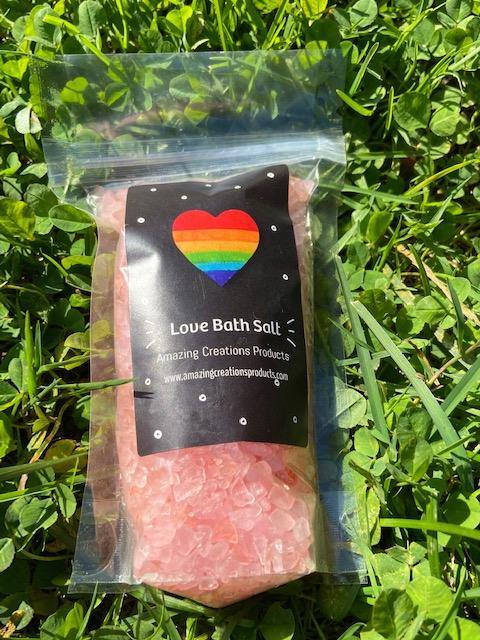 Love Bath Salt
Amazing Creations Products
www.amazingcreationsproducts.com